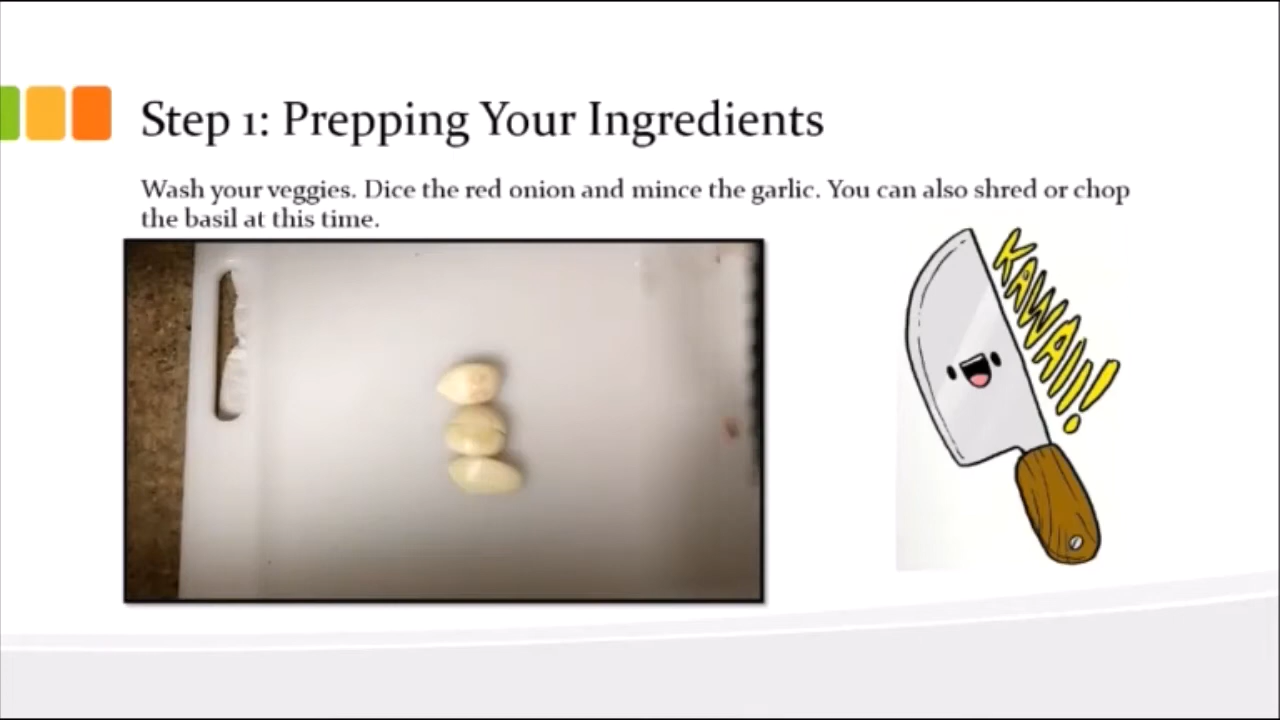 Step 1: Prepping Your Ingredients
Wash your veggies. Dice the red onion and mince the garlic. You can also shred or chop
the basil at this time.
KAWAII!